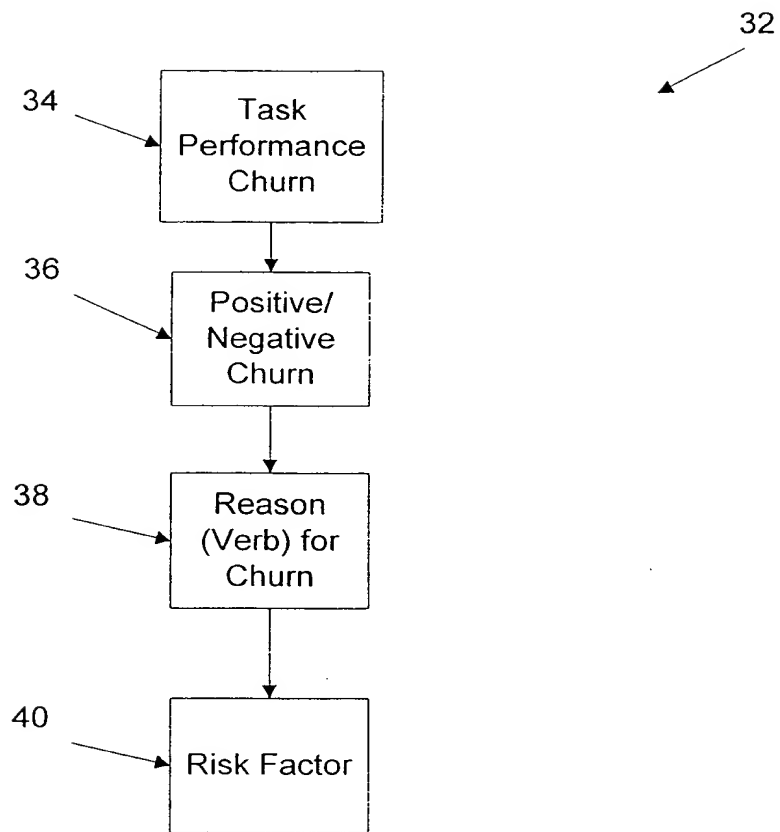 32
34
Task
Performance
Churn
36
Positive/
Negative
Churn
38
Reason
(Verb) for
Churn
40
Risk Factor